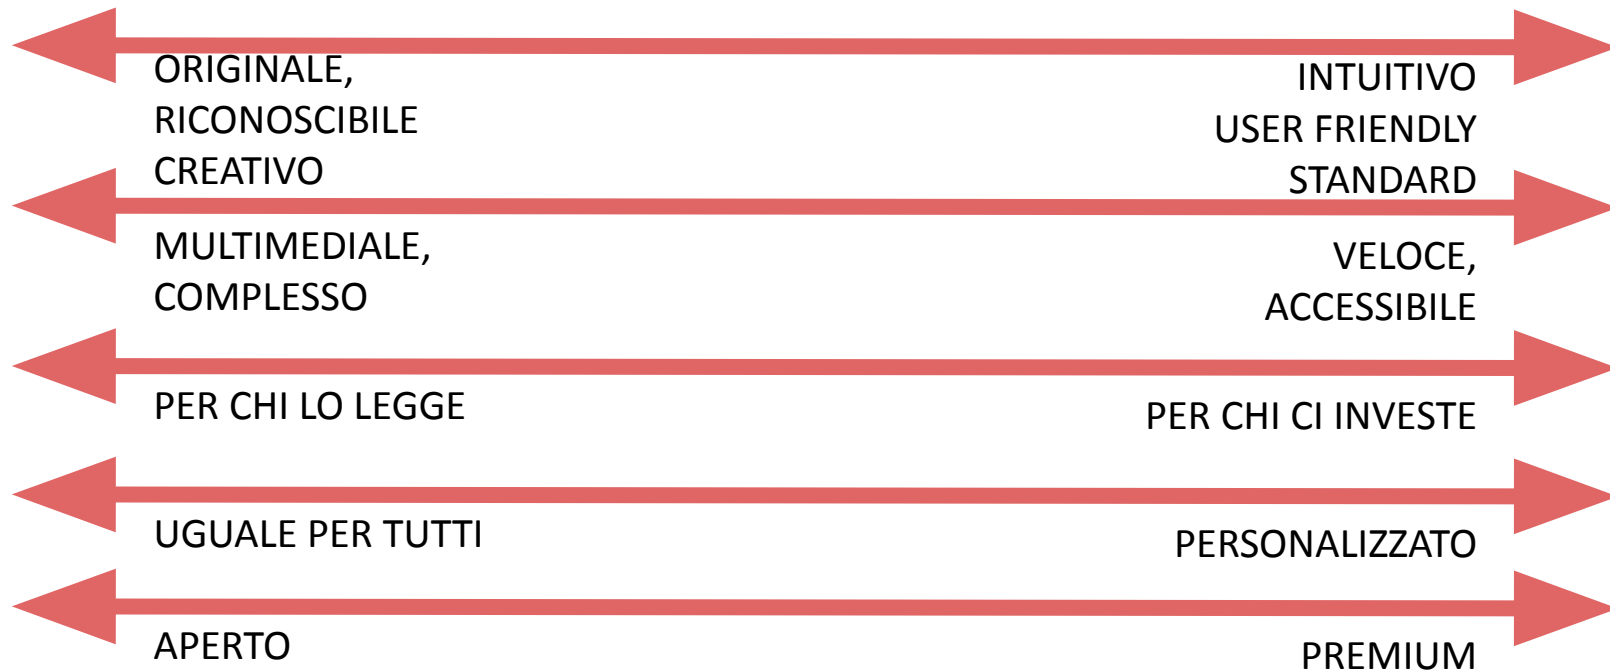 ORIGINALE,
RICONOSCIBILE
CREATIVO
INTUITIVO
USER FRIENDLY
STANDARD
MULTIMEDIALE,
COMPLESSO
VELOCE,
ACCESSIBILE
PER CHI LO LEGGE
PER CHI CI INVESTE
UGUALE PER TUTTI
PERSONALIZZATO
APERTO
PREMIUM